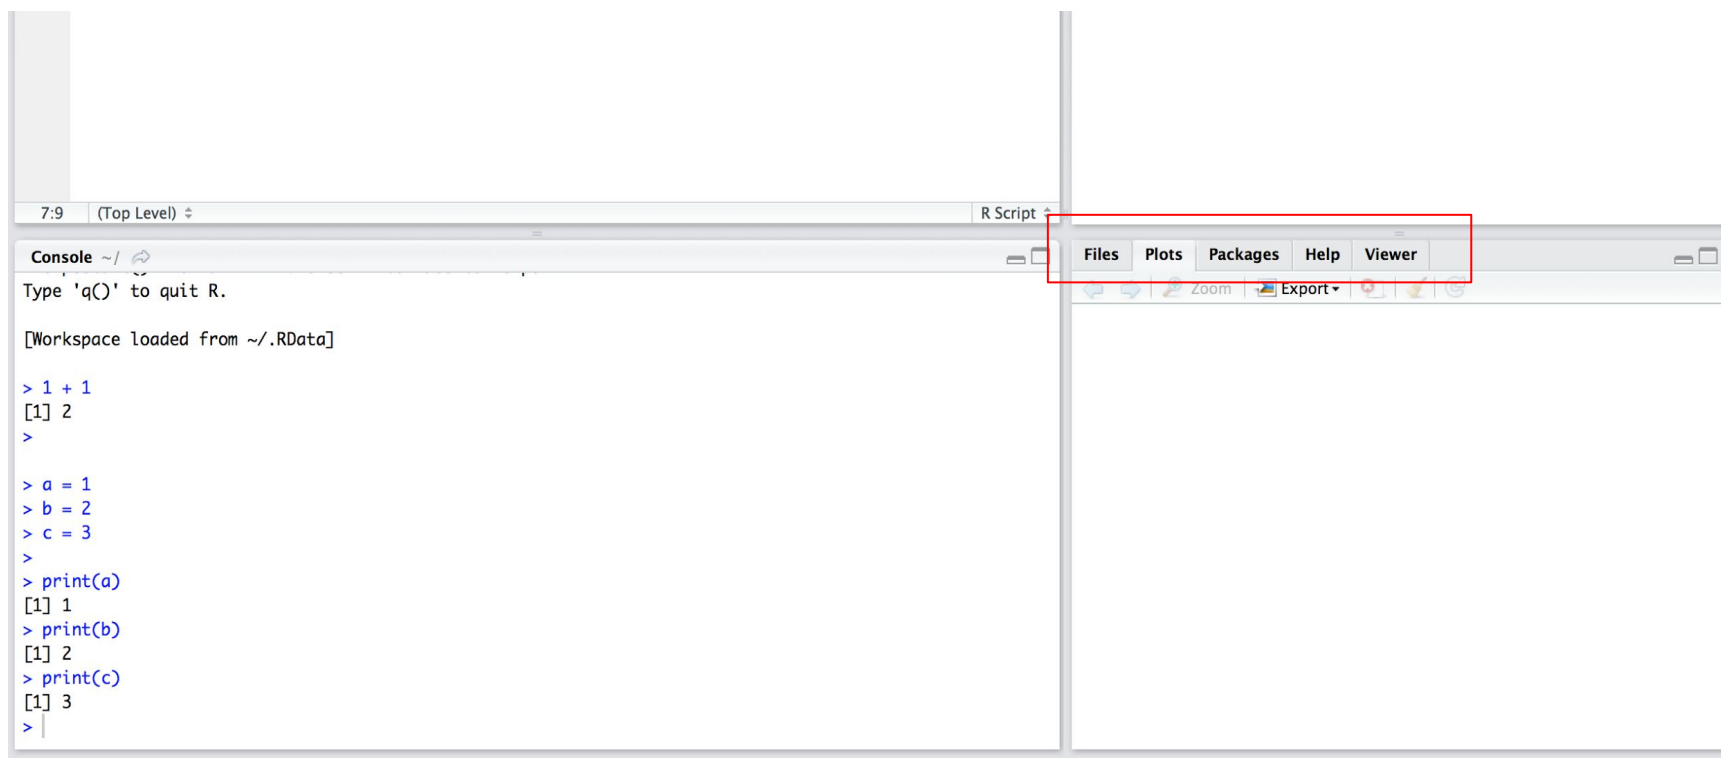 7:9 (Top Level) R Script
Console ~/
Type 'q()' to quit R.
[Workspace loaded from ~/.RData]
> 1 + 1
[1] 2
>
> a = 1
> b = 2
> c = 3
>
> print(a)
[1] 1
> print(b)
[1] 2
> print(c)
[1] 3
>
Files Plots Packages Help Viewer
Zoom Export